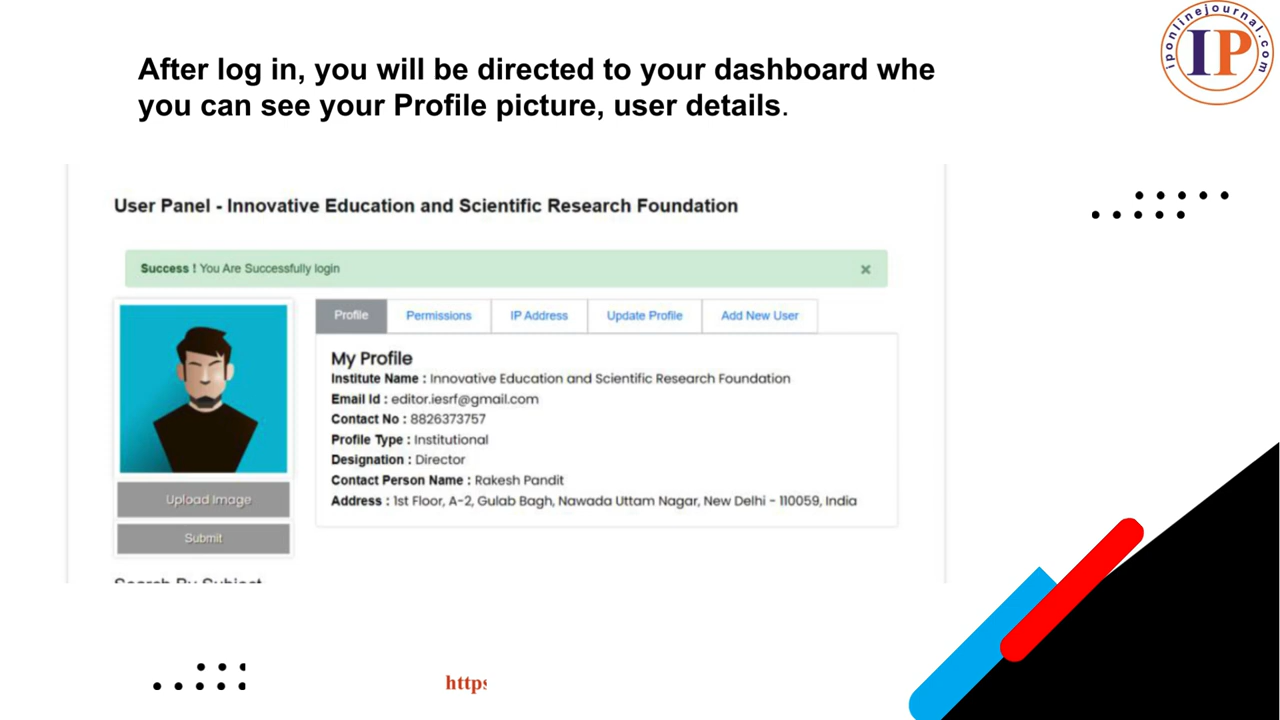 iponlinejournal.com
IP
After log in, you will be directed to your dashboard whe
you can see your Profile picture, user details.
User Panel - Innovative Education and Scientific Research Foundation
Success ! You Are Successfully login ×
Profile Permissions IP Address Update Profile Add New User
My Profile
Institute Name : Innovative Education and Scientific Research Foundation
Email Id : editor.iesrf@gmail.com
Contact No : 8826373757
Profile Type : Institutional
Designation : Director
Contact Person Name : Rakesh Pandit
Address : 1st Floor, A-2, Gulab Bagh, Nawada Uttam Nagar, New Delhi - 110059, India
Upload Image
Submit
Search By Subject
https